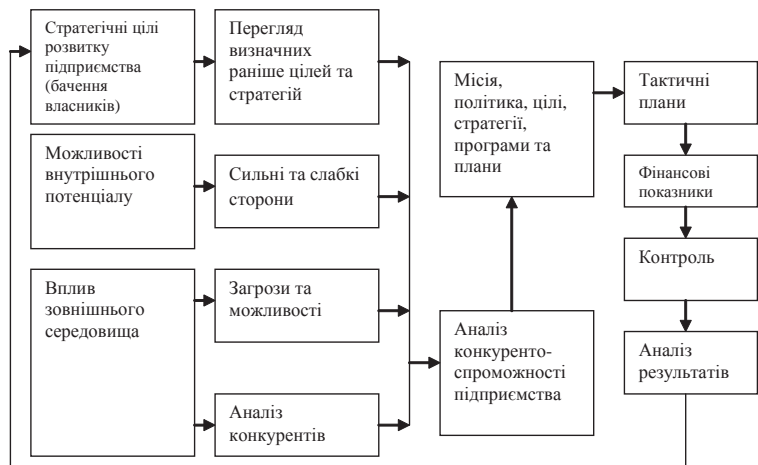 Стратегічні цілі
розвитку
підприємства
(бачення
власників)
Перегляд
визначних
раніше цілей та
стратегій
Можливості
внутрішнього
потенціалу
Сильні та слабкі
сторони
Вплив
зовнішнього
середовища
Загрози та
можливості
Аналіз
конкурентів
Місія,
політика, цілі,
стратегії,
програми та
плани
Аналіз
конкуренто-
спроможності
підприємства
Тактичні
плани
Фінансові
показники
Контроль
Аналіз
результатів